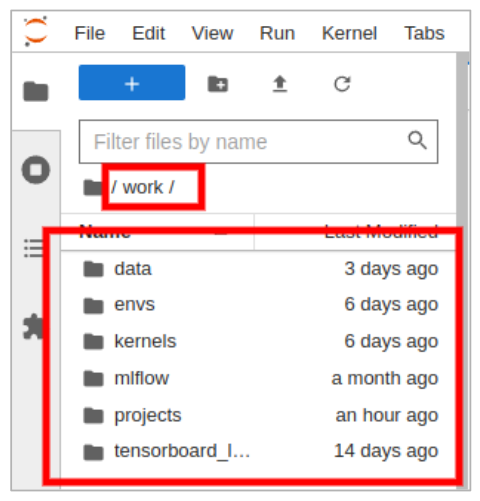 File Edit View Run Kernel Tabs
+
Filter files by name
/ work /
Name Last Modified
data 3 days ago
envs 6 days ago
kernels 6 days ago
mlflow a month ago
projects an hour ago
tensorboard_l… 14 days ago